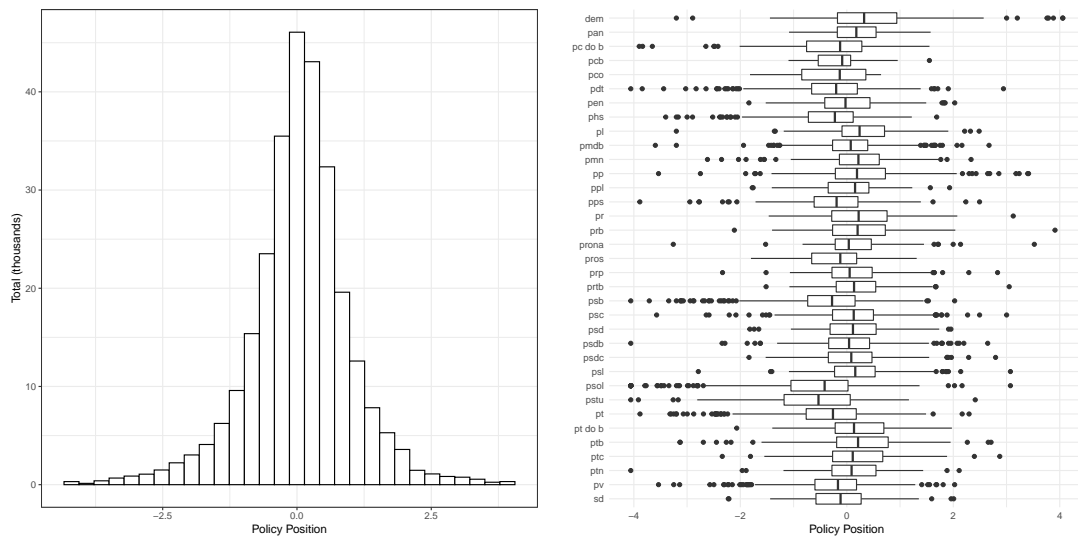 Total (thousands)
40
30
20
10
0
−2.5
0.0
2.5
Policy Position
dem
pan
pc do b
pcb
pco
pdt
pen
phs
pl
pmdb
pmn
pp
ppl
pps
pr
prb
prona
pros
prp
prtb
psb
psc
psd
psdb
psdc
psl
psol
pstu
pt
pt do b
ptb
ptc
ptn
pv
sd
−4
−2
0
2
4
Policy Position